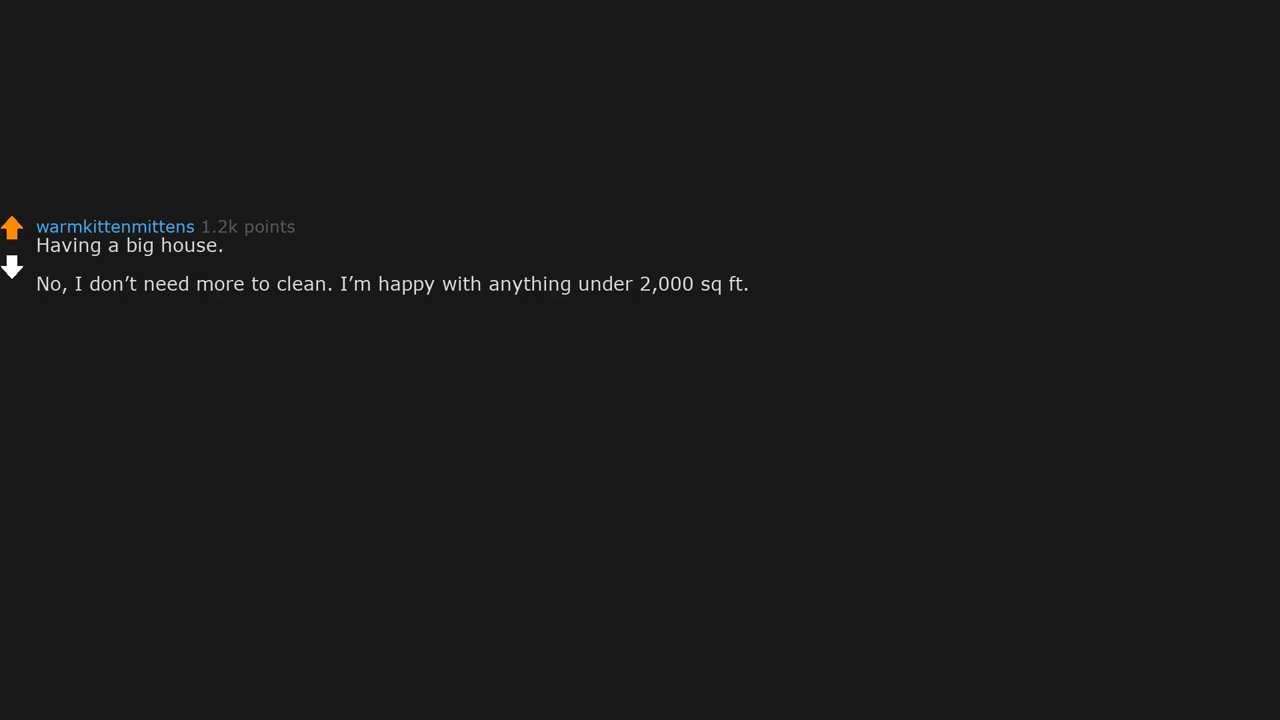 warmkittenmittens 1.2k points
Having a big house.
No, I don’t need more to clean. I’m happy with anything under 2,000 sq ft.